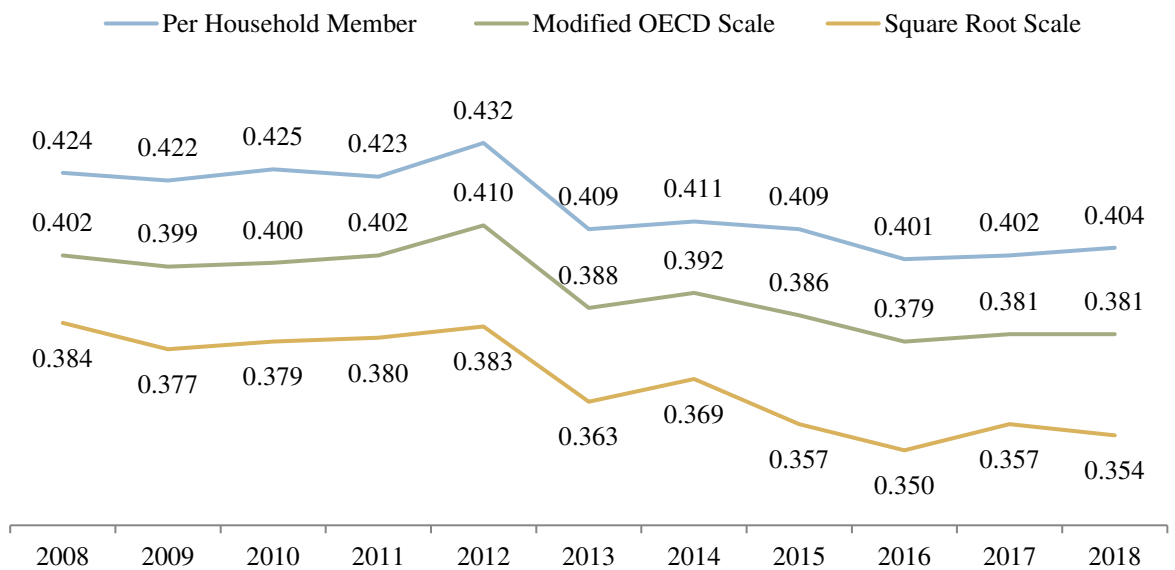 Per Household Member Modified OECD Scale Square Root Scale
0.424 0.422 0.425 0.423 0.432 0.409 0.411 0.409 0.401 0.402 0.404
0.402 0.399 0.400 0.402 0.410 0.388 0.392 0.386 0.379 0.381 0.381
0.384 0.377 0.379 0.380 0.383 0.363 0.369 0.357 0.350 0.357 0.354
2008 2009 2010 2011 2012 2013 2014 2015 2016 2017 2018